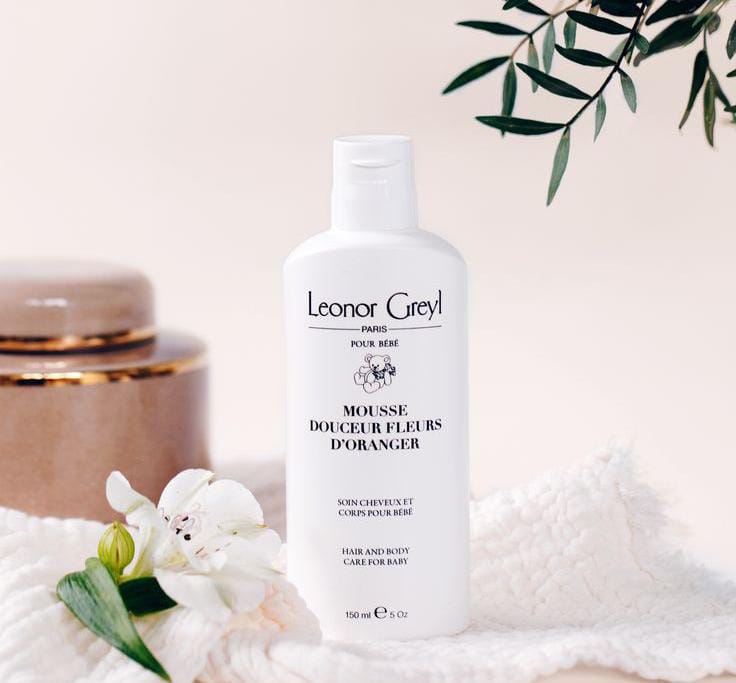 Leonor Greyl
PARIS
POUR BÉBÉ
MOUSSE
DOUCEUR FLEURS
D'ORANGER
SOIN CHEVEUX ET
CORPS POUR BÉBÉ
HAIR AND BODY
CARE FOR BABY
150 ml ℮ 5 Oz